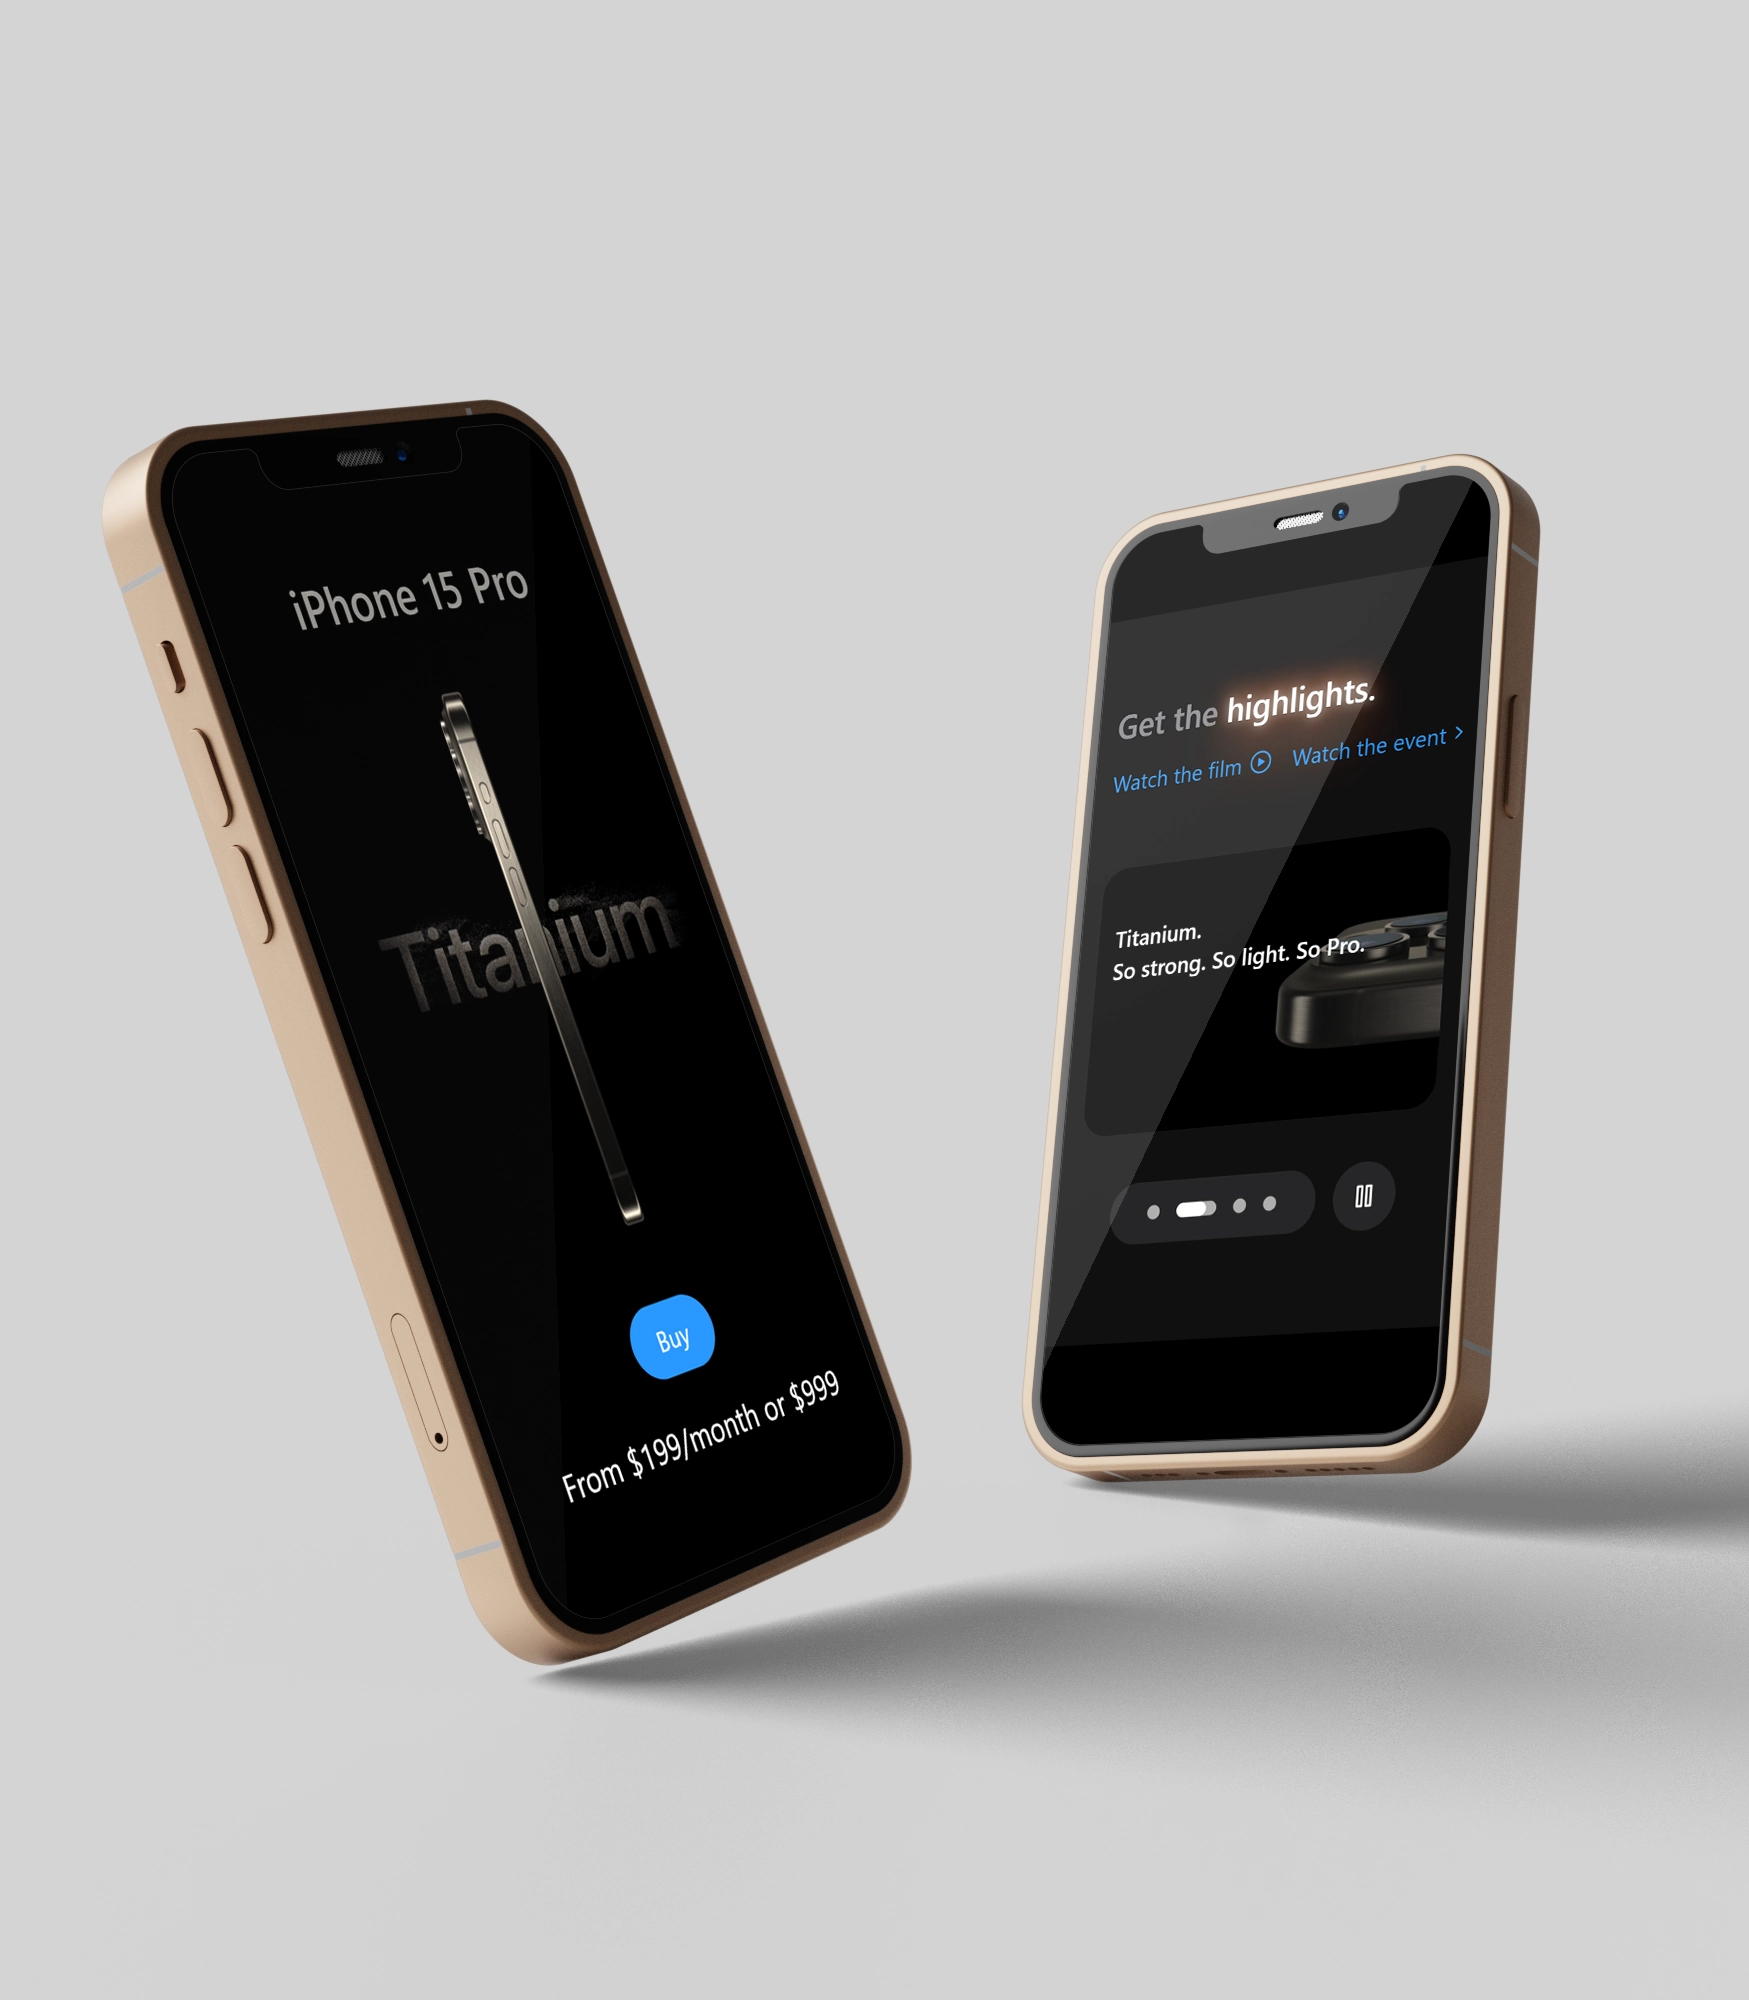 iPhone 15 Pro
Titanium
Buy
From $199/month or $999
Get the highlights.
Watch the film Watch the event >
Titanium.
So strong. So light. So Pro.